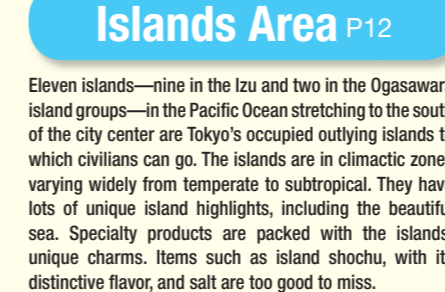 Islands Area P12
Eleven islands—nine in the Izu and two in the Ogasawar
island groups—in the Pacific Ocean stretching to the sout
of the city center are Tokyo's occupied outlying islands t
which civilians can go. The islands are in climactic zone
varying widely from temperate to subtropical. They hav
lots of unique island highlights, including the beautifu
sea. Specialty products are packed with the islands
unique charms. Items such as island shochu, with it
distinctive flavor, and salt are too good to miss.